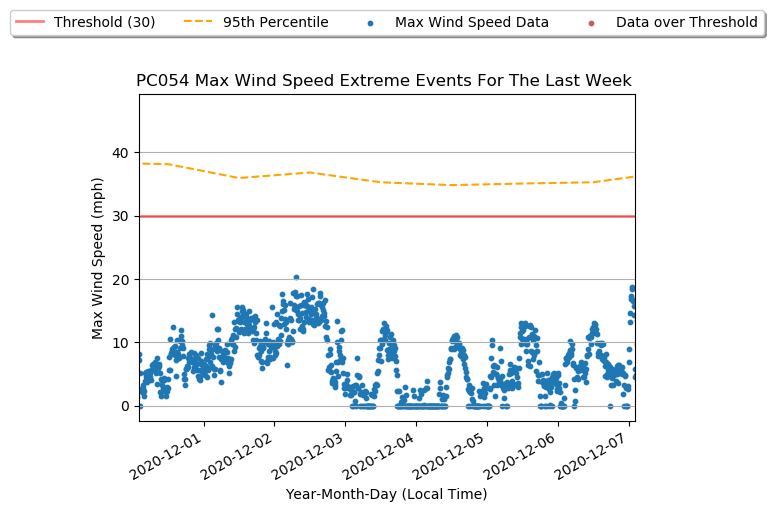 Threshold (30) 95th Percentile Max Wind Speed Data Data over Threshold
PC054 Max Wind Speed Extreme Events For The Last Week
40
30
20
10
0
Max Wind Speed (mph)
2020-12-01 2020-12-02 2020-12-03 2020-12-04 2020-12-05 2020-12-06 2020-12-07
Year-Month-Day (Local Time)